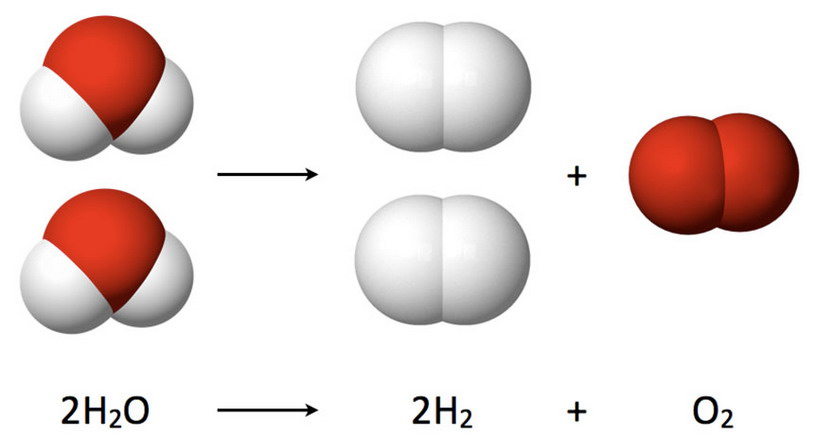 +
2H₂O ⟶ 2H₂ + O₂